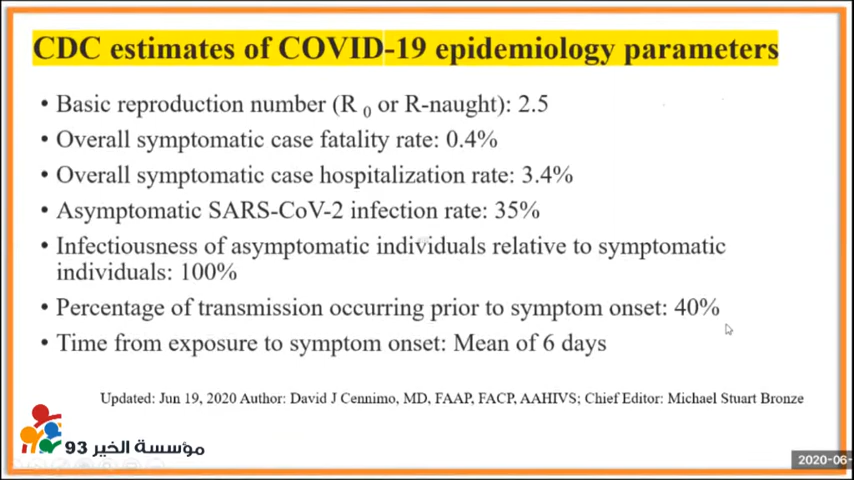 CDC estimates of COVID-19 epidemiology parameters
• Basic reproduction number (R 0 or R-naught): 2.5
• Overall symptomatic case fatality rate: 0.4%
• Overall symptomatic case hospitalization rate: 3.4%
• Asymptomatic SARS-CoV-2 infection rate: 35%
• Infectiousness of asymptomatic individuals relative to symptomatic
individuals: 100%
• Percentage of transmission occurring prior to symptom onset: 40%
• Time from exposure to symptom onset: Mean of 6 days
Updated: Jun 19, 2020 Author: David J Cennimo, MD, FAAP, FACP, AAHIVS; Chief Editor: Michael Stuart Bronze
مؤسسة الخير 93
2020-06-